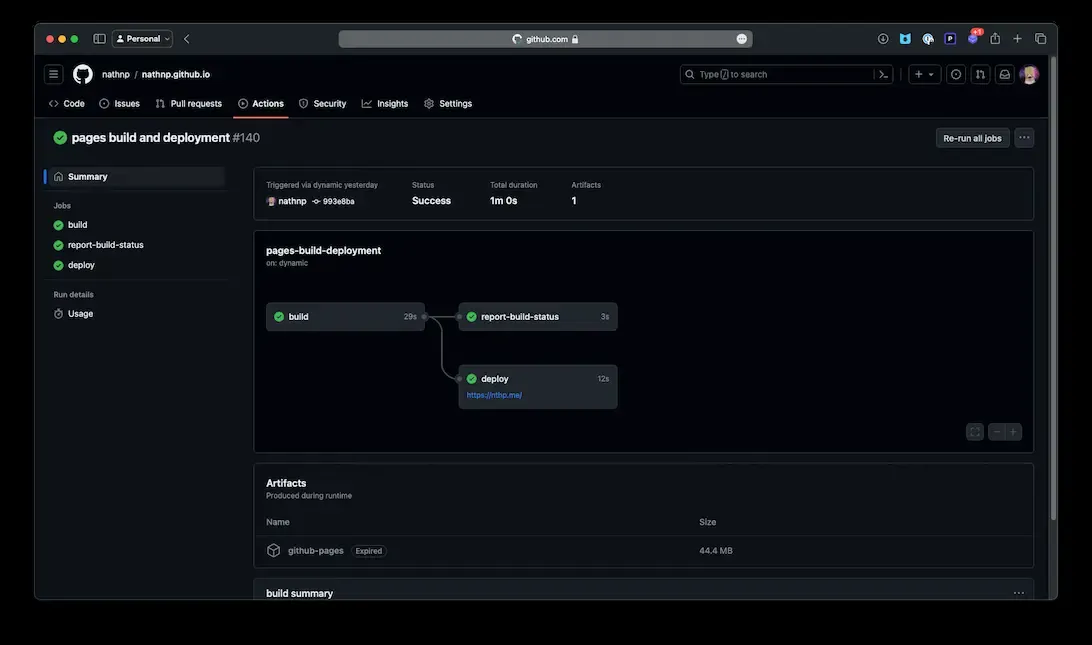 Personal
github.com
+1
P
nathnp / nathnp.github.io
Type / to search
Code Issues Pull requests Actions Security Insights Settings
pages build and deployment #140
Re-run all jobs
Summary
Jobs
build
report-build-status
deploy
Run details
Usage
Triggered via dynamic yesterday
nathnp 993e8ba
Status
Success
Total duration
1m 0s
Artifacts
1
pages-build-deployment
on: dynamic
build 29s
report-build-status 3s
deploy 12s
https://nthp.me/
Artifacts
Produced during runtime
Name Size
github-pages Expired 44.4 MB
build summary